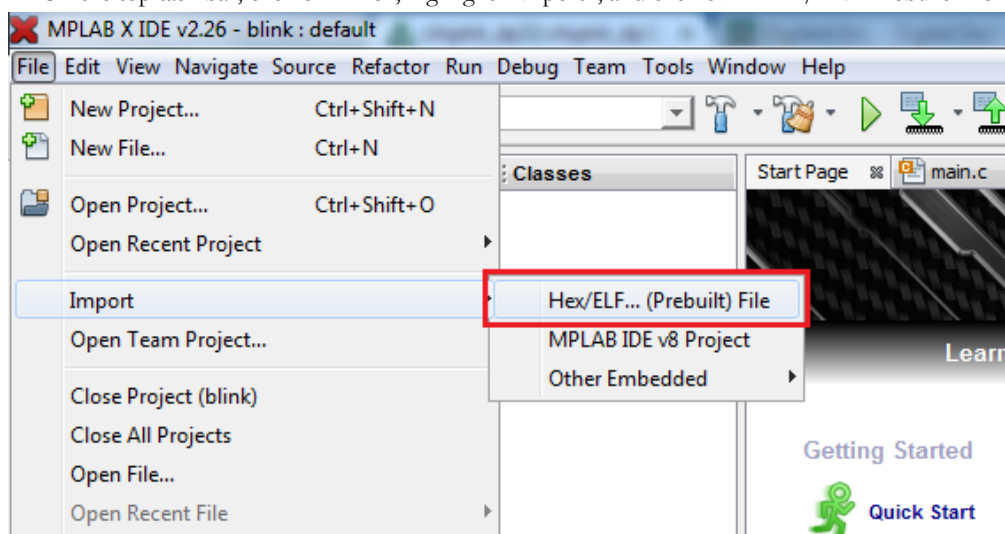 MPLAB X IDE v2.26 - blink : default
File Edit View Navigate Source Refactor Run Debug Team Tools Window Help
New Project... Ctrl+Shift+N
New File... Ctrl+N
Classes
Start Page main.c
Open Project... Ctrl+Shift+O
Open Recent Project
Import
Hex/ELF... (Prebuilt) File
Open Team Project...
MPLAB IDE v8 Project
Learn
Other Embedded
Close Project (blink)
Close All Projects
Getting Started
Open File...
Open Recent File
Quick Start